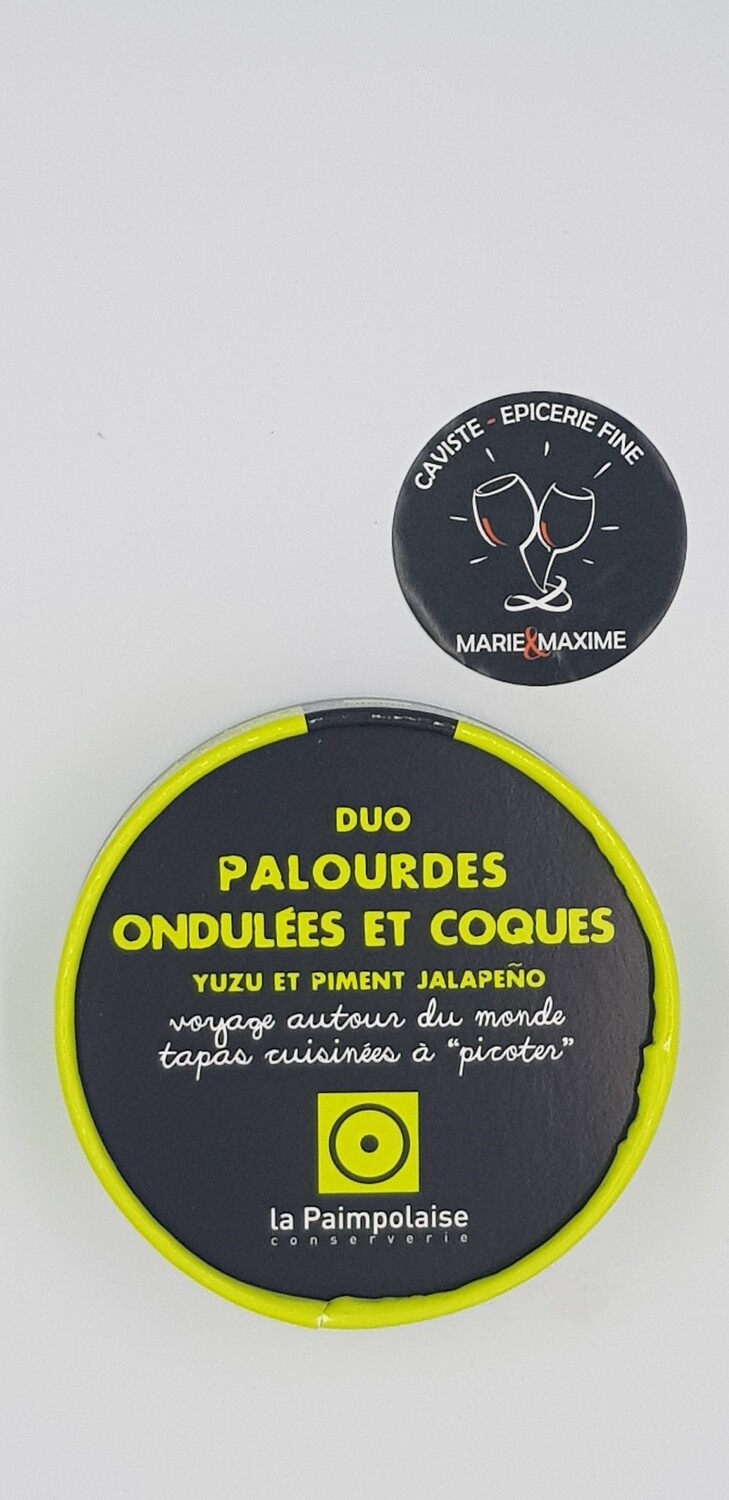 CAVISTE - EPICERIE FINE
MARIE&MAXIME
DUO
PALOURDES
ONDULÉES ET COQUES
YUZU ET PIMENT JALAPEÑO
voyage autour du monde
tapas cuisinées à “picoter”
la Paimpolaise
conserverie